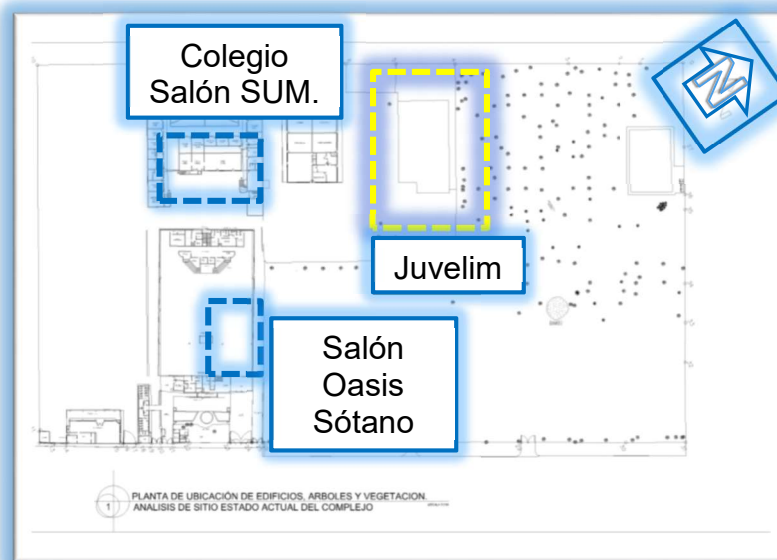 Colegio
Salón SUM.
N
Juvelim
Salón
Oasis
Sótano
1
PLANTA DE UBICACIÓN DE EDIFICIOS, ARBOLES Y VEGETACION.
ANALISIS DE SITIO ESTADO ACTUAL DEL COMPLEJO